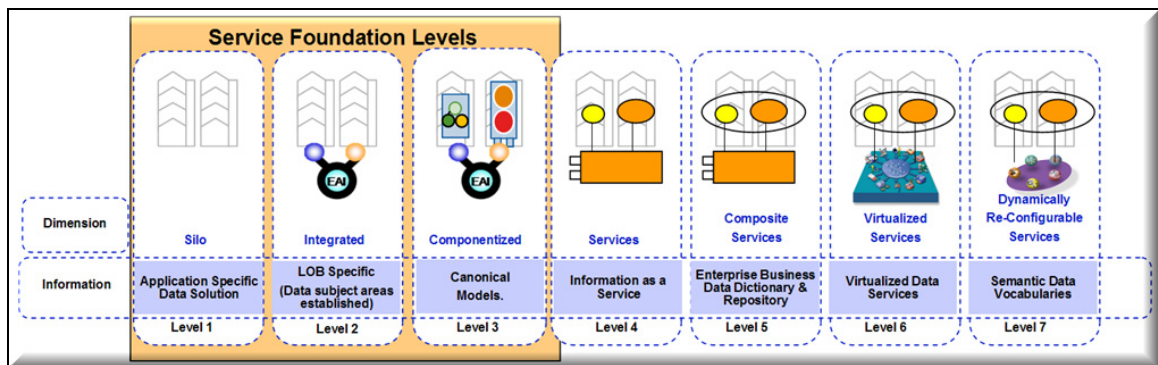 Service Foundation Levels
EAI
EAI
Dimension
Silo
Integrated
Componentized
Services
Composite
Services
Virtualized
Services
Dynamically
Re-Configurable
Services
Information
Application Specific
Data Solution
LOB Specific
(Data subject areas
established)
Canonical
Models.
Information as a
Service
Enterprise Business
Data Dictionary &
Repository
Virtualized Data
Services
Semantic Data
Vocabularies
Level 1
Level 2
Level 3
Level 4
Level 5
Level 6
Level 7